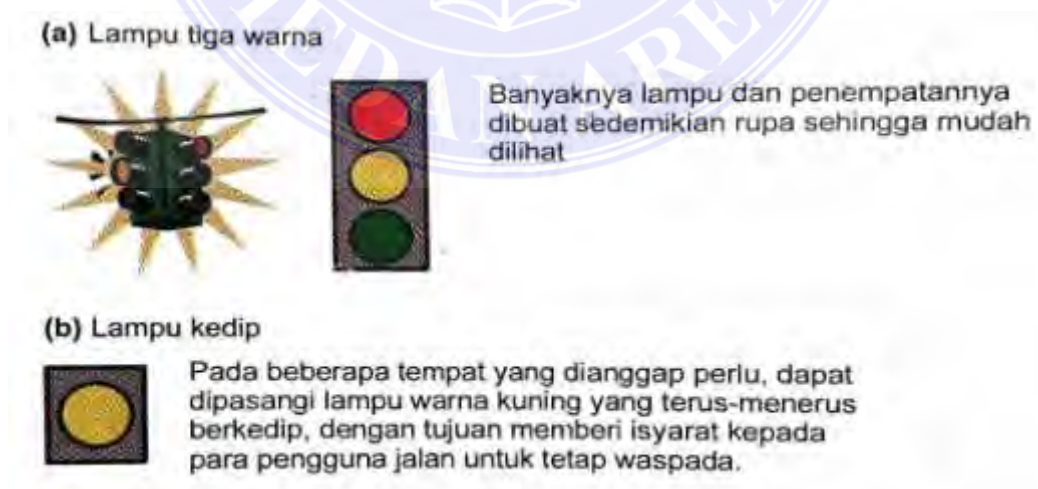 (a) Lampu tiga warna
Banyaknya lampu dan penempatannya
dibuat sedemikian rupa sehingga mudah
dilihat
(b) Lampu kedip
Pada beberapa tempat yang dianggap perlu, dapat
dipasangi lampu warna kuning yang terus-menerus
berkedip, dengan tujuan memberi isyarat kepada
para pengguna jalan untuk tetap waspada.